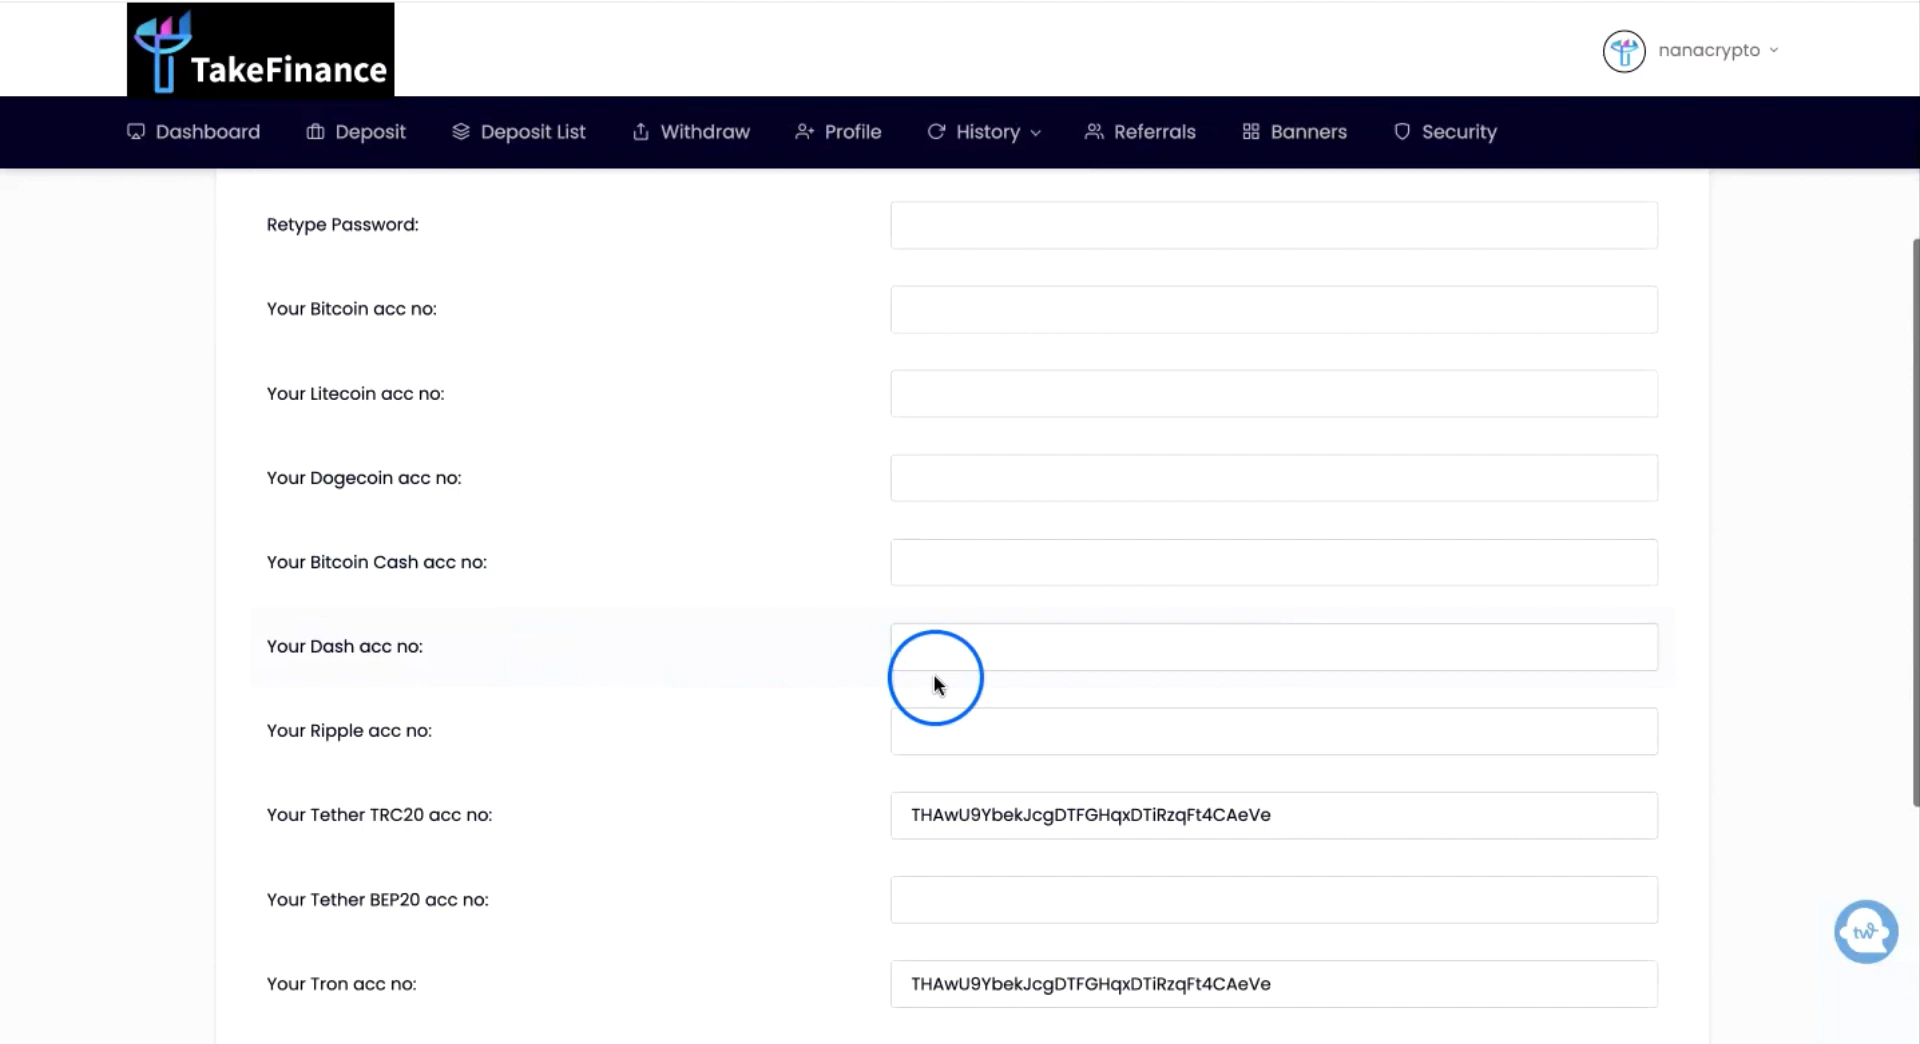 TakeFinance
nanacrypto
Dashboard Deposit Deposit List Withdraw Profile History Referrals Banners Security
Retype Password:
Your Bitcoin acc no:
Your Litecoin acc no:
Your Dogecoin acc no:
Your Bitcoin Cash acc no:
Your Dash acc no:
Your Ripple acc no:
Your Tether TRC20 acc no: THAwU9YbekJcgDTFGHqxDTiRzqFt4CAeVe
Your Tether BEP20 acc no:
Your Tron acc no: THAwU9YbekJcgDTFGHqxDTiRzqFt4CAeVe
tw